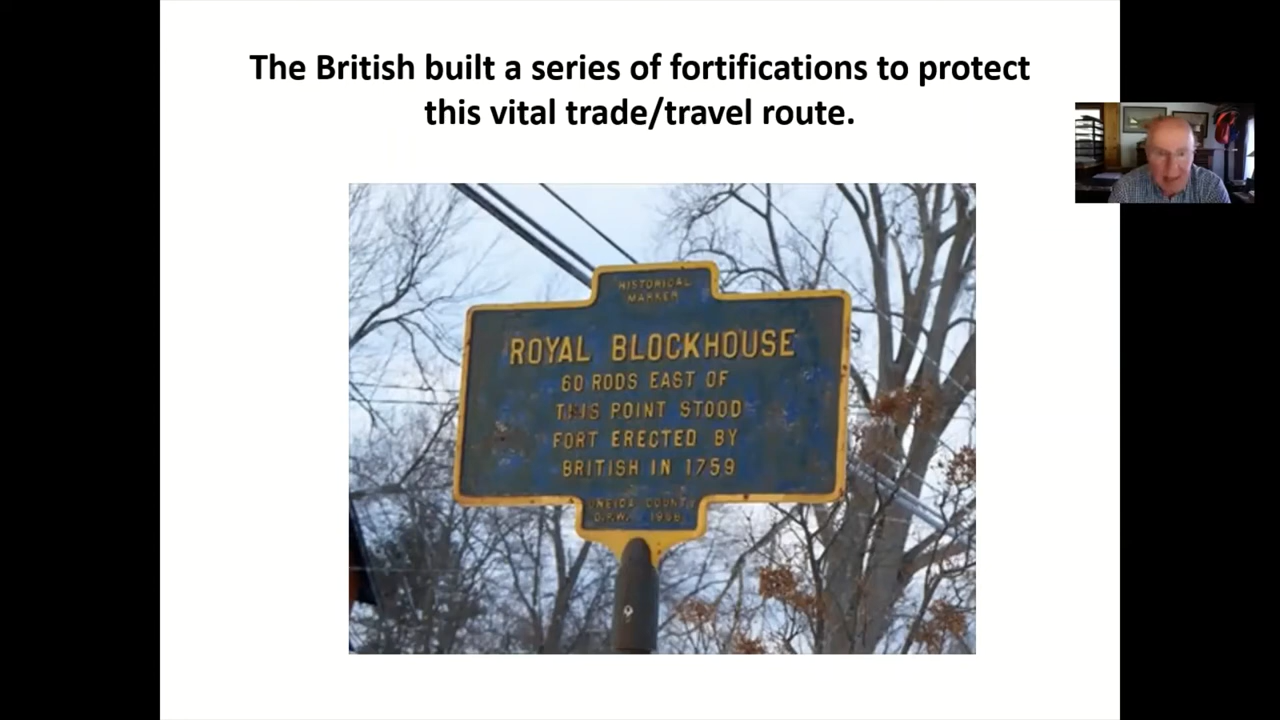 The British built a series of fortifications to protect
this vital trade/travel route.
HISTORICAL
MARKER
ROYAL BLOCKHOUSE
60 RODS EAST OF
THIS POINT STOOD
FORT ERECTED BY
BRITISH IN 1759
ONEIDA COUNTY
D.P.W.